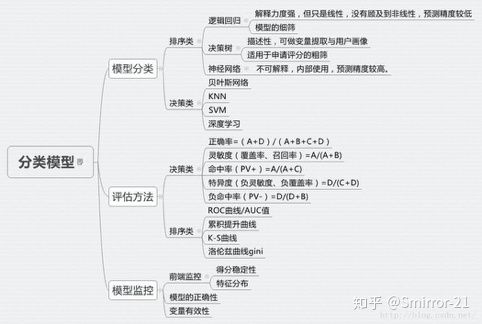 分类模型
模型分类
排序类
逻辑回归
解释力度强，但只是线性，没有顾及到非线性，预测精度较低
模型的细筛
决策树
描述性，可做变量提取与用户画像
适用于申请评分的粗筛
神经网络
不可解释，内部使用，预测精度较高。
决策类
贝叶斯网络
KNN
SVM
深度学习
评估方法
决策类
正确率=（A+D）/（A+B+C+D）
灵敏度（覆盖率、召回率）=A/(A+B)
命中率（PV+）=A/(A+C)
特异度（负灵敏度、负覆盖率）=D/(C+D)
负命中率（PV-）=D/(D+B)
排序类
ROC曲线/AUC值
累积提升曲线
K-S曲线
洛伦兹曲线gini
模型监控
前端监控
得分稳定性
特征分布
模型的正确性
变量有效性
知乎 @Smirror-21